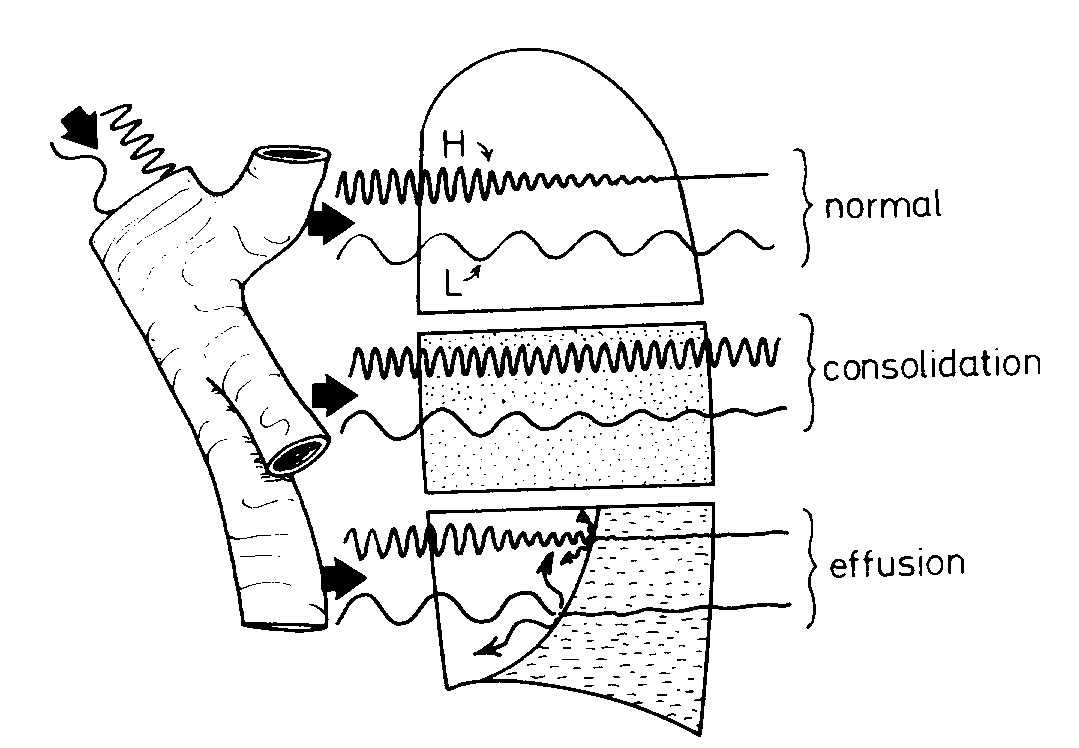 H
L
normal
consolidation
effusion